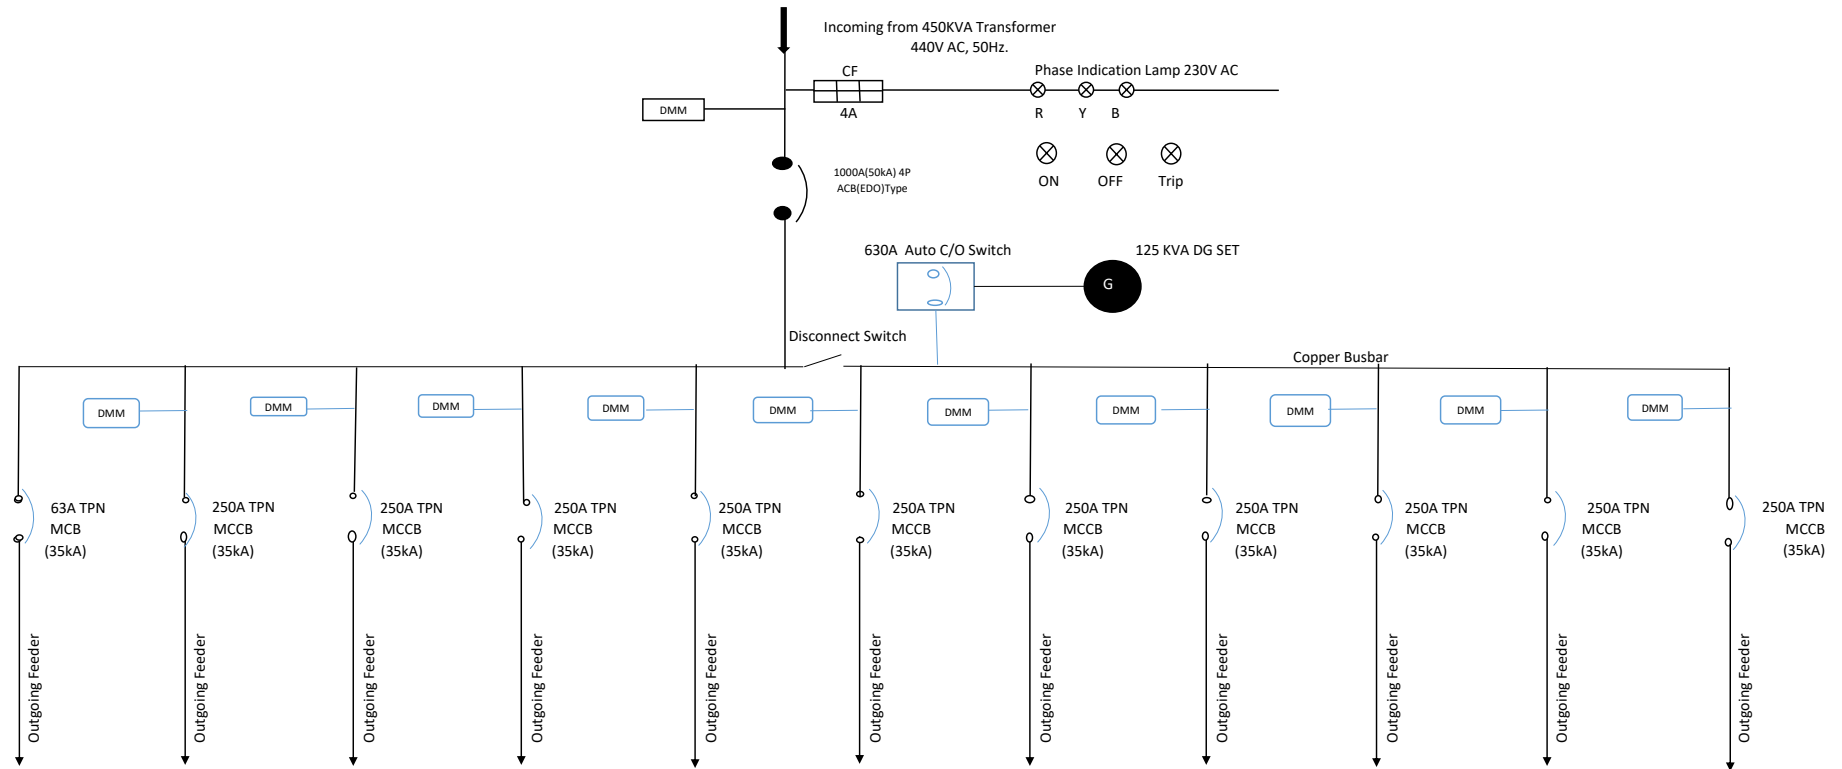 Incoming from 450KVA Transformer
440V AC, 50Hz.
CF
Phase Indication Lamp 230V AC
DMM
4A
R Y B
1000A(50kA) 4P
ACB(EDO)Type
ON OFF Trip
630A Auto C/O Switch
125 KVA DG SET
G
Disconnect Switch
Copper Busbar
DMM
DMM
DMM
DMM
DMM
DMM
DMM
DMM
DMM
DMM
63A TPN
MCB
(35kA)
250A TPN
MCCB
(35kA)
250A TPN
MCCB
(35kA)
250A TPN
MCCB
(35kA)
250A TPN
MCCB
(35kA)
250A TPN
MCCB
(35kA)
250A TPN
MCCB
(35kA)
250A TPN
MCCB
(35kA)
250A TPN
MCCB
(35kA)
250A TPN
MCCB
(35kA)
250A TPN
MCCB
(35kA)
Outgoing Feeder
Outgoing Feeder
Outgoing Feeder
Outgoing Feeder
Outgoing Feeder
Outgoing Feeder
Outgoing Feeder
Outgoing Feeder
Outgoing Feeder
Outgoing Feeder
Outgoing Feeder